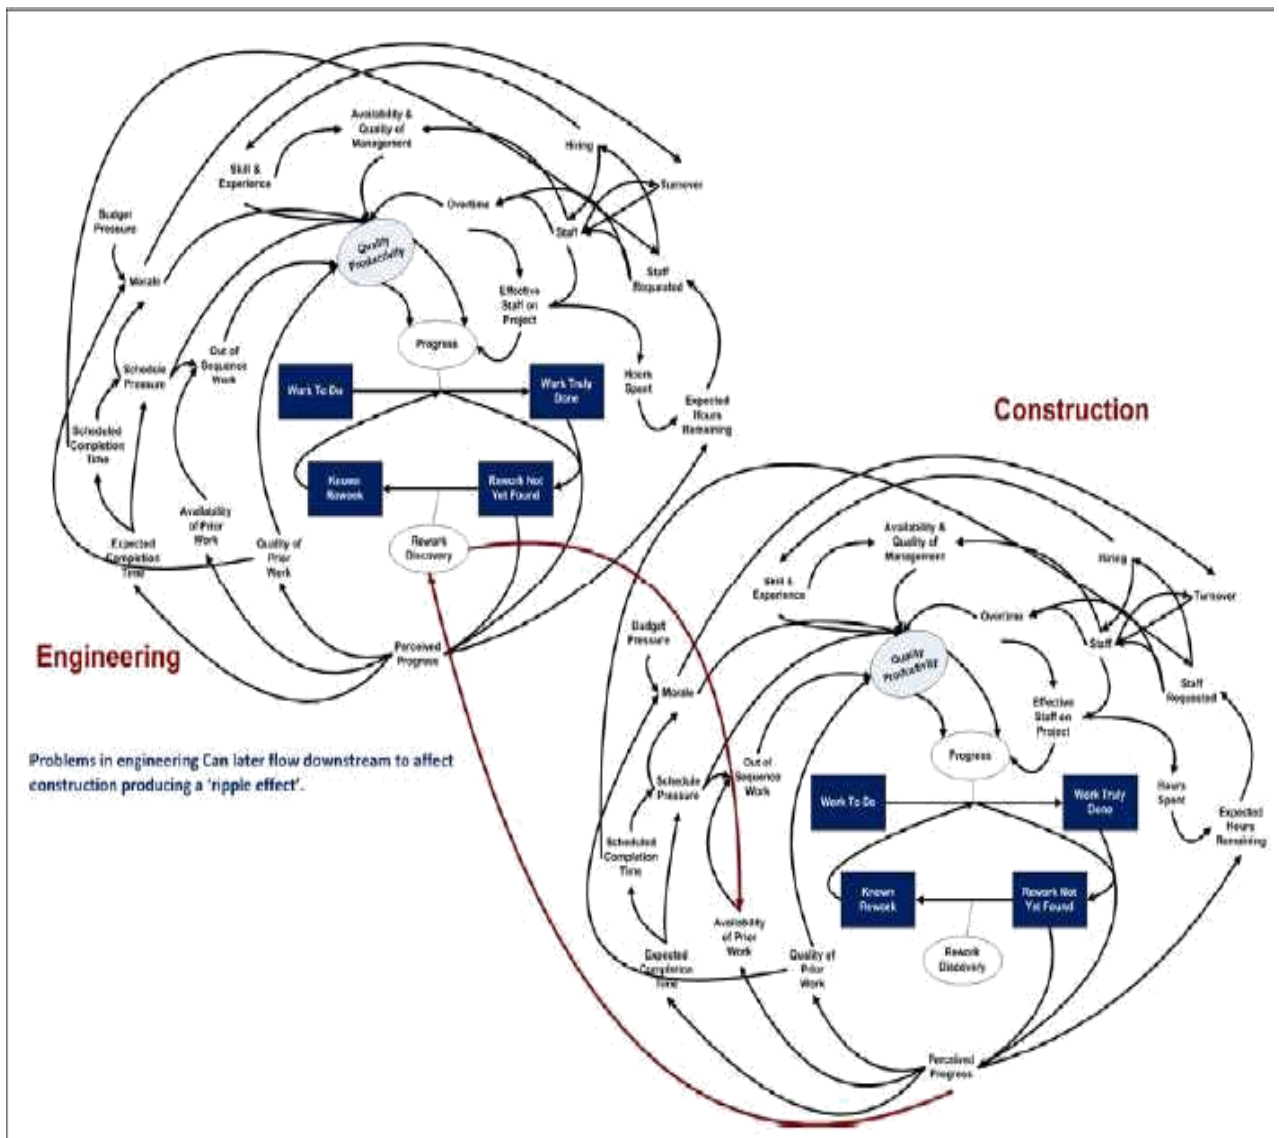 Availability &
Quality of
Management
Hiring
Skill &
Experience
Turnover
Budget
Pressure
Overtime
Staff
Quality
Productivity
Morale
Staff
Requested
Effective
Staff on
Project
Progress
Out of
Sequence
Work
Schedule
Pressure
Hours
Spent
Work To Do
Work Truly
Done
Expected
Hours
Remaining
Scheduled
Completion
Time
Known
Rework
Rework Not
Yet Found
Availability
of Prior
Work
Expected
Completion
Time
Quality of
Prior
Work
Rework
Discovery
Perceived
Progress
Engineering
Problems in engineering Can later flow downstream to affect
construction producing a ‘ripple effect’.
Construction
Availability &
Quality of
Management
Hiring
Skill &
Experience
Turnover
Budget
Pressure
Overtime
Staff
Quality
Productivity
Morale
Staff
Requested
Effective
Staff on
Project
Progress
Out of
Sequence
Work
Schedule
Pressure
Hours
Spent
Work To Do
Work Truly
Done
Expected
Hours
Remaining
Scheduled
Completion
Time
Known
Rework
Rework Not
Yet Found
Availability
of Prior
Work
Expected
Completion
Time
Quality of
Prior
Work
Rework
Discovery
Perceived
Progress